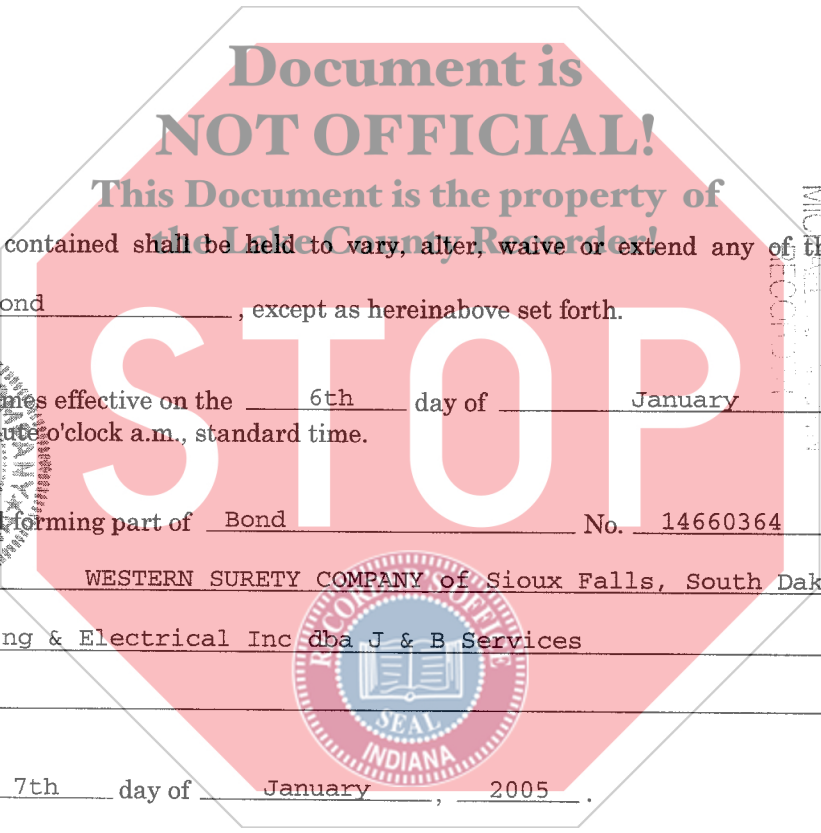 Document is
NOT OFFICIAL!
This Document is the property of
the Lake County Recorder!
contained shall be held to vary, alter, waive or extend any of th
ond , except as hereinabove set forth.
STOP
mes effective on the 6th day of January
ute o'clock a.m., standard time.
forming part of Bond No. 14660364
WESTERN SURETY COMPANY of Sioux Falls, South Dak
ng & Electrical Inc dba J & B Services
RECORDER'S OFFICE
SEAL
INDIANA
7th day of January , 2005 .